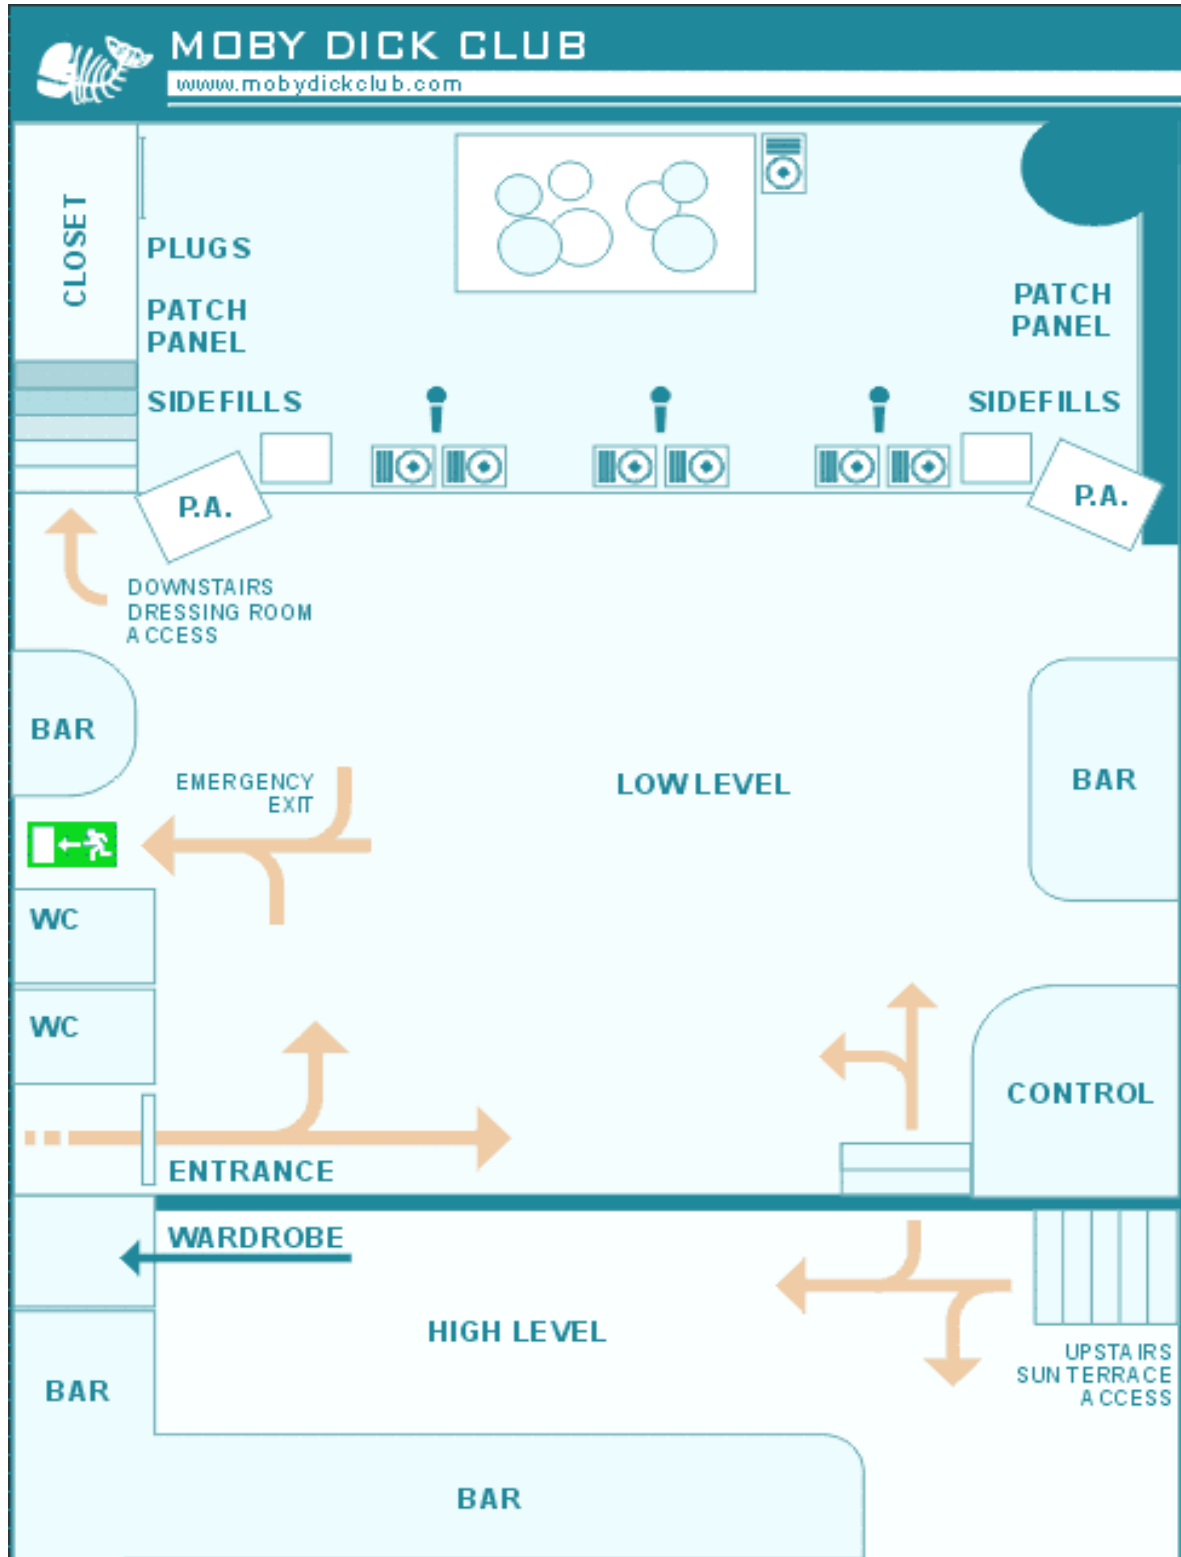 MOBY DICK CLUB
www.mobydickclub.com
CLOSET
PLUGS
PATCH
PANEL
SIDEFILLS
PATCH
PANEL
SIDEFILLS
P.A.
P.A.
DOWNSTAIRS
DRESSING ROOM
ACCESS
BAR
EMERGENCY
EXIT
LOW LEVEL
BAR
WC
WC
CONTROL
ENTRANCE
WARDROBE
HIGH LEVEL
UPSTAIRS
SUN TERRACE
ACCESS
BAR
BAR